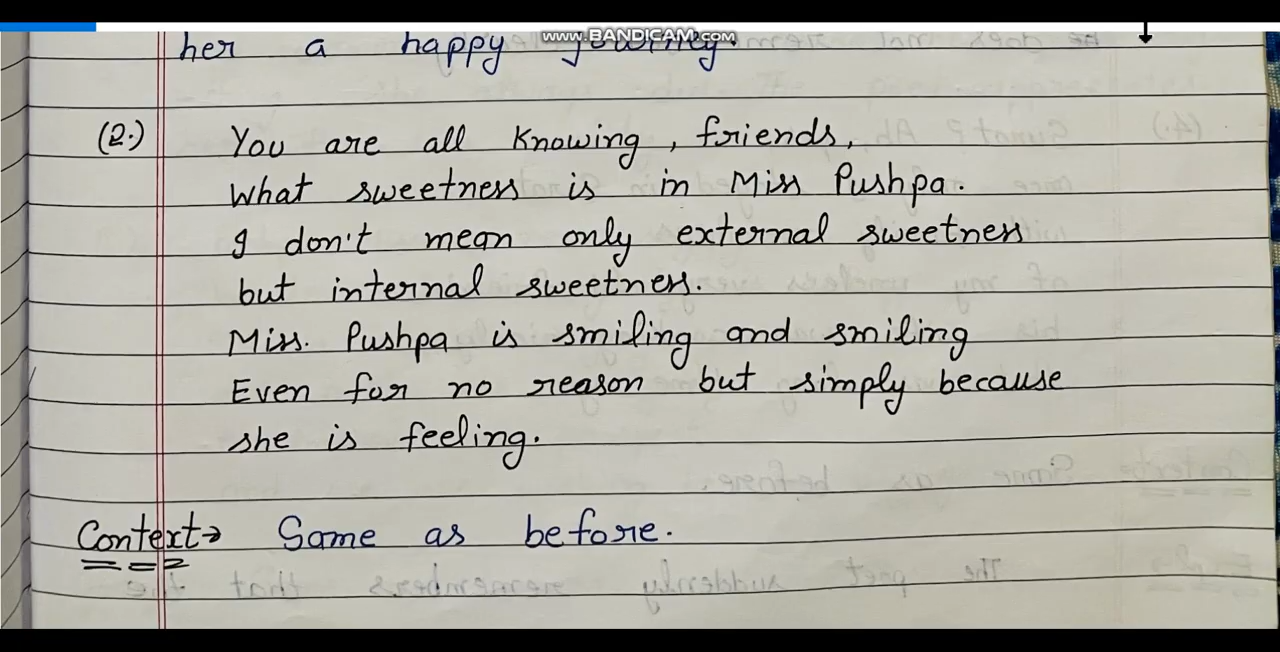 www.BANDICAM.com
her a happy journey.
(2.) You are all knowing, friends,
What sweetness is in Miss Pushpa.
I don't mean only external sweetness
but internal sweetness.
Miss. Pushpa is smiling and smiling
Even for no reason but simply because
she is feeling.
Context→ Same as before.